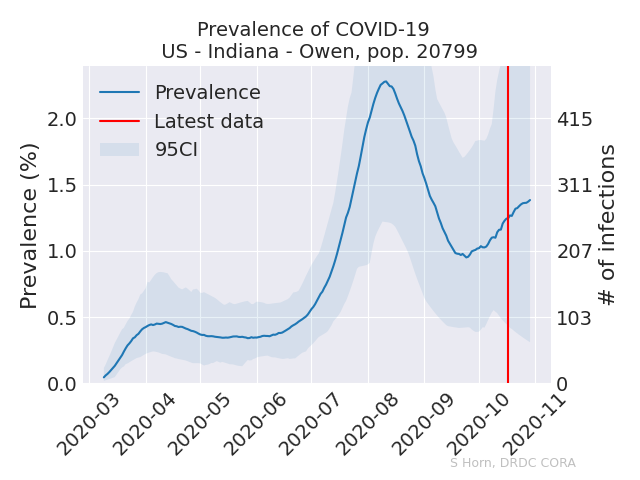 Prevalence of COVID-19
US - Indiana - Owen, pop. 20799
Prevalence
Latest data
95CI
Prevalence (%)
2.0
1.5
1.0
0.5
0.0
415
311
207
103
0
# of infections
2020-03
2020-04
2020-05
2020-06
2020-07
2020-08
2020-09
2020-10
2020-11
S Horn, DRDC CORA